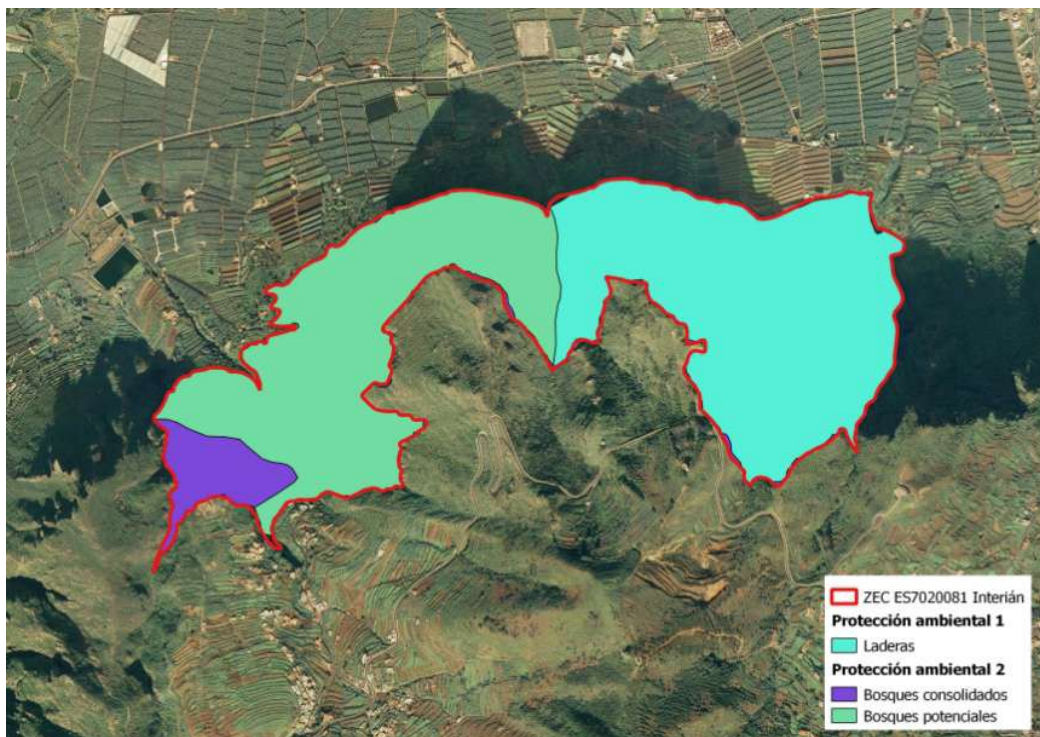 ZEC ES7020081 Interián
Protección ambiental 1
Laderas
Protección ambiental 2
Bosques consolidados
Bosques potenciales